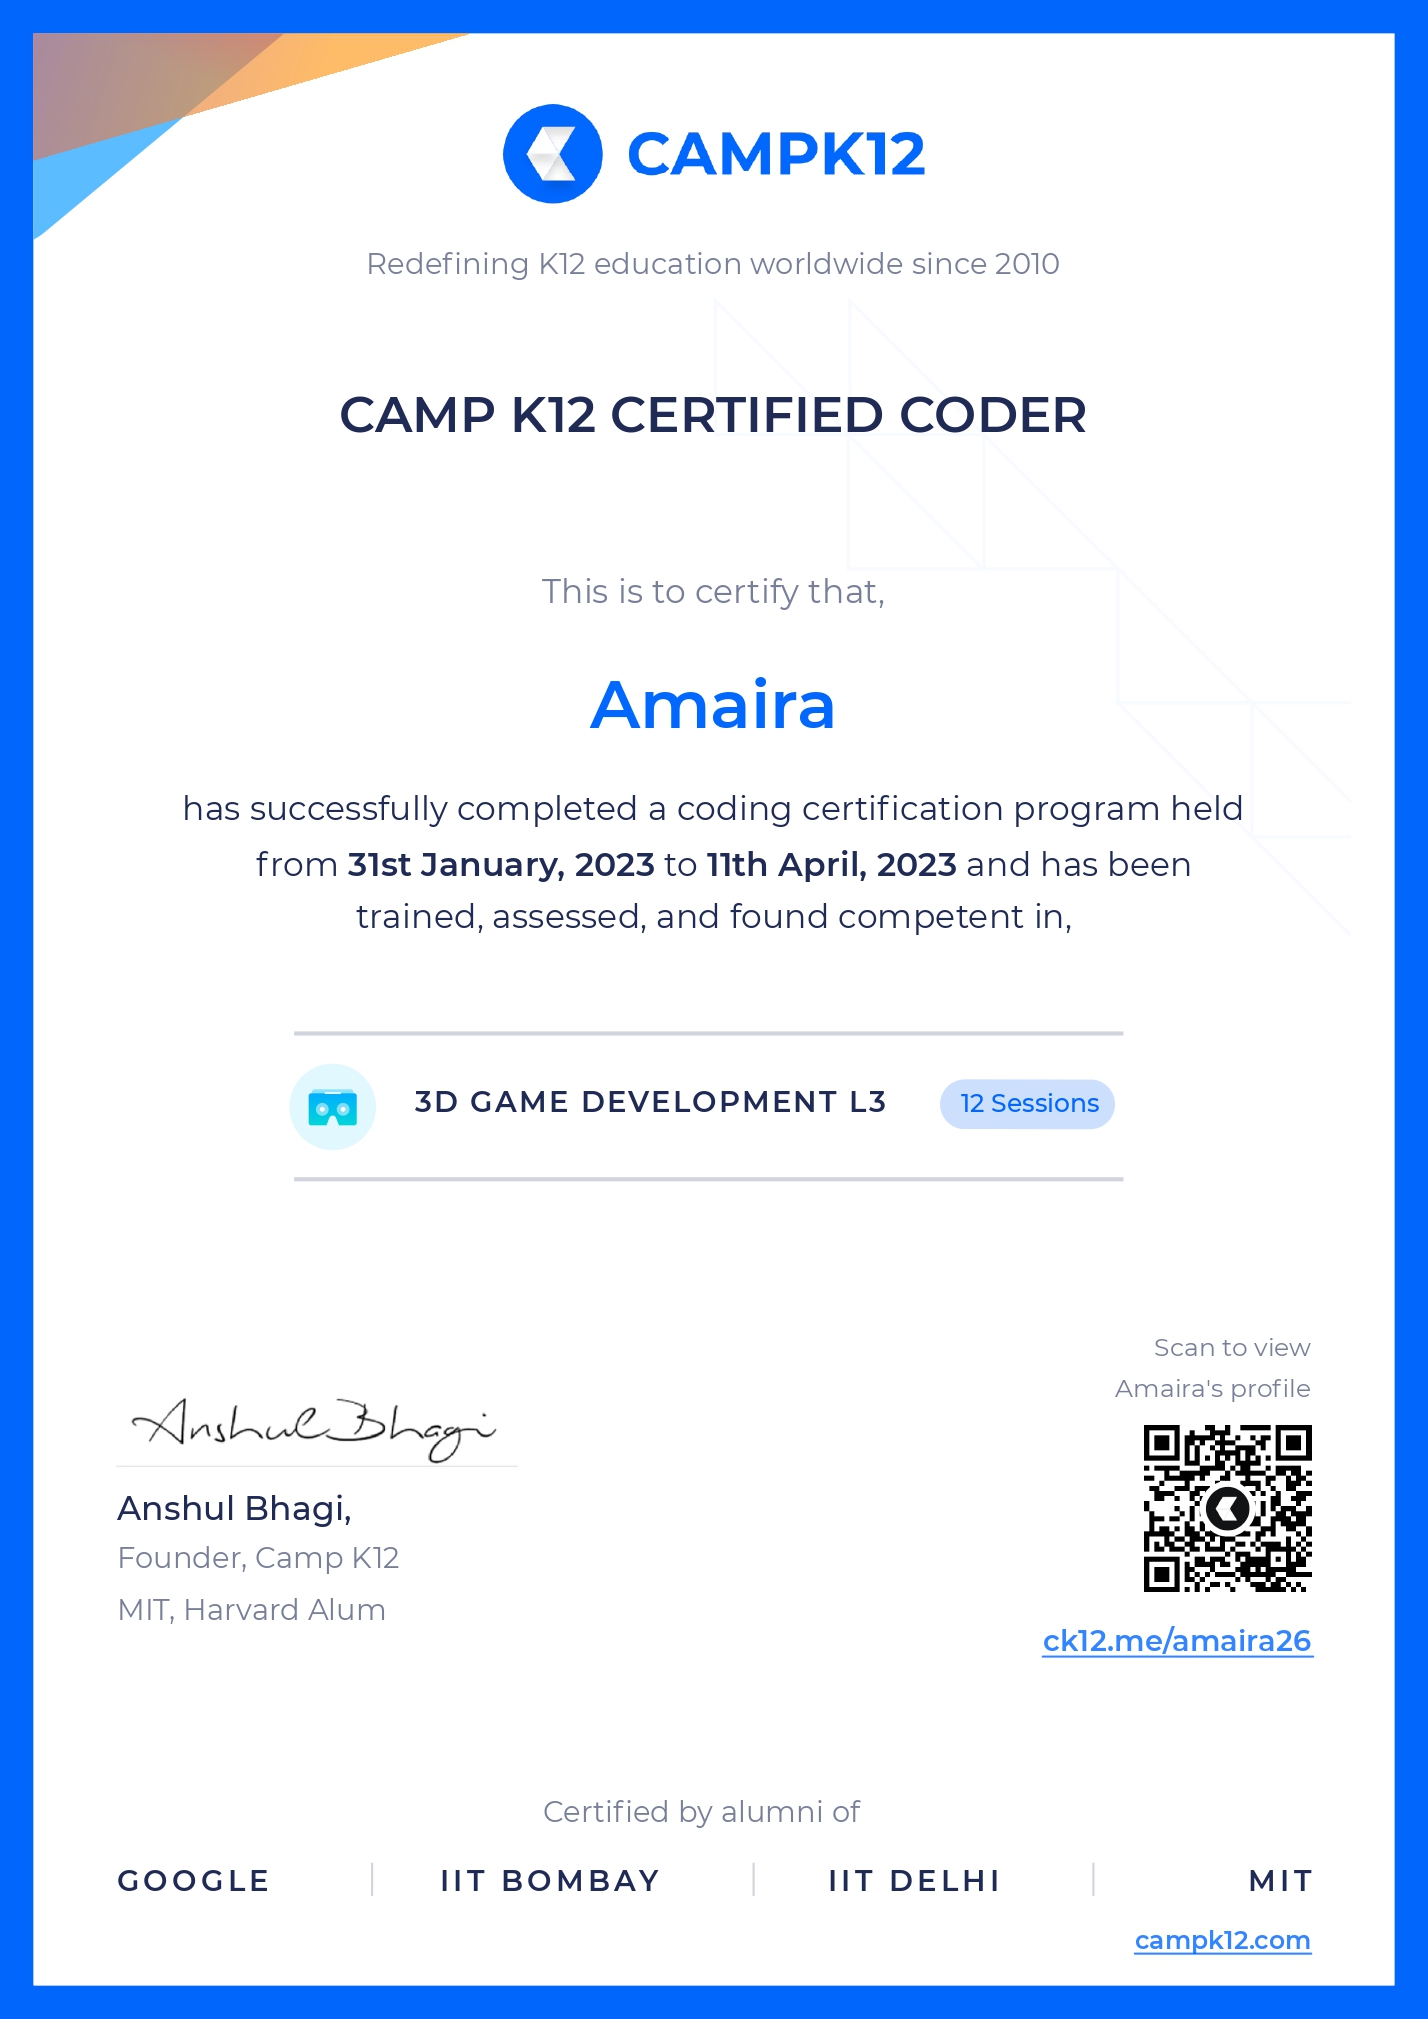 CAMPK12
Redefining K12 education worldwide since 2010
CAMP K12 CERTIFIED CODER
This is to certify that,
Amaira
has successfully completed a coding certification program held
from 31st January, 2023 to 11th April, 2023 and has been
trained, assessed, and found competent in,
3D GAME DEVELOPMENT L3 12 Sessions
Scan to view
Amaira's profile
Anshul Bhagi
Anshul Bhagi,
Founder, Camp K12
MIT, Harvard Alum
ck12.me/amaira26
Certified by alumni of
GOOGLE IIT BOMBAY IIT DELHI MIT
campk12.com